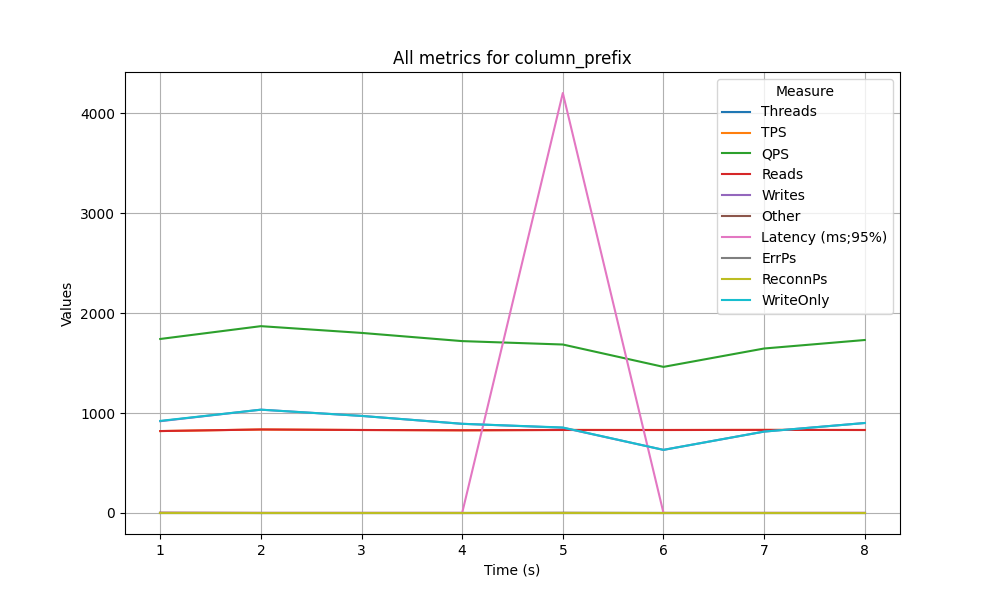 All metrics for column_prefix
Measure
Threads
TPS
QPS
Reads
Writes
Other
Latency (ms;95%)
ErrPs
ReconnPs
WriteOnly
Values
4000
3000
2000
1000
0
1 2 3 4 5 6 7 8
Time (s)